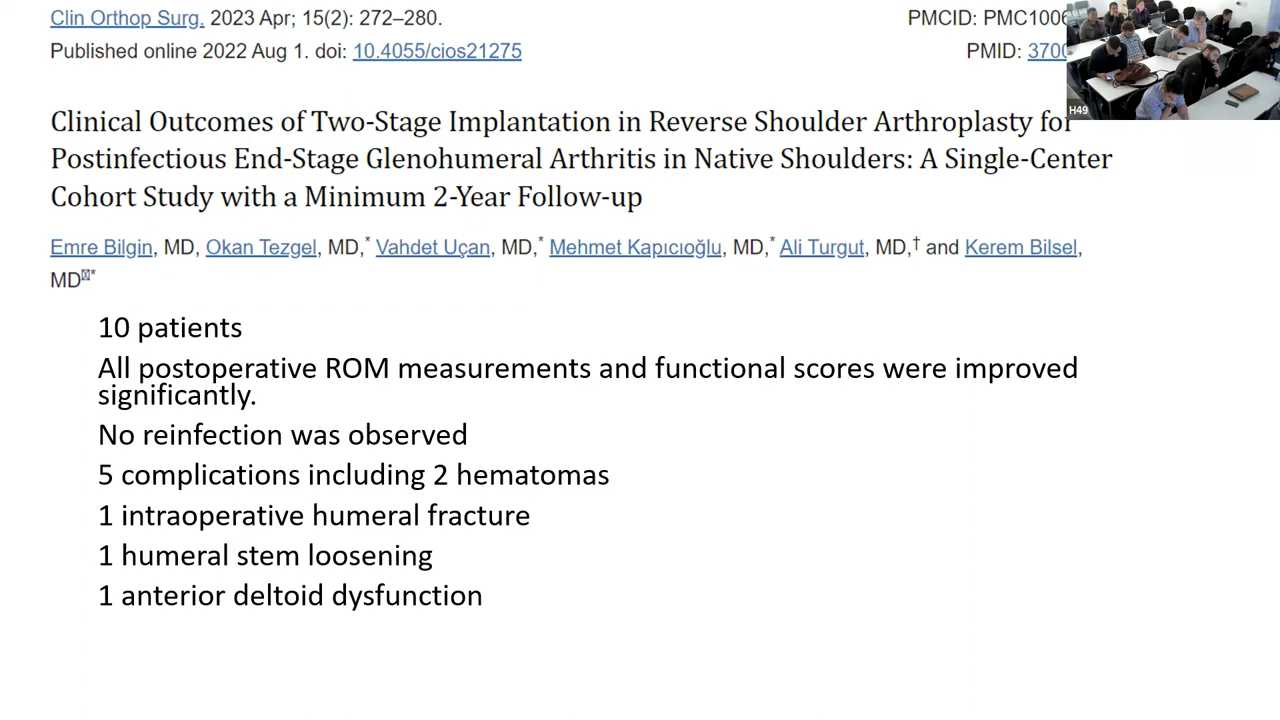 Clin Orthop Surg. 2023 Apr; 15(2): 272–280.
PMCID: PMC1006
Published online 2022 Aug 1. doi: 10.4055/cios21275
PMID: 3700
H49
Clinical Outcomes of Two-Stage Implantation in Reverse Shoulder Arthroplasty for
Postinfectious End-Stage Glenohumeral Arthritis in Native Shoulders: A Single-Center
Cohort Study with a Minimum 2-Year Follow-up
Emre Bilgin, MD, Okan Tezgel, MD,* Vahdet Uçan, MD,* Mehmet Kapıcıoğlu, MD,* Ali Turgut, MD,† and Kerem Bilsel,
MD*
10 patients
All postoperative ROM measurements and functional scores were improved
significantly.
No reinfection was observed
5 complications including 2 hematomas
1 intraoperative humeral fracture
1 humeral stem loosening
1 anterior deltoid dysfunction